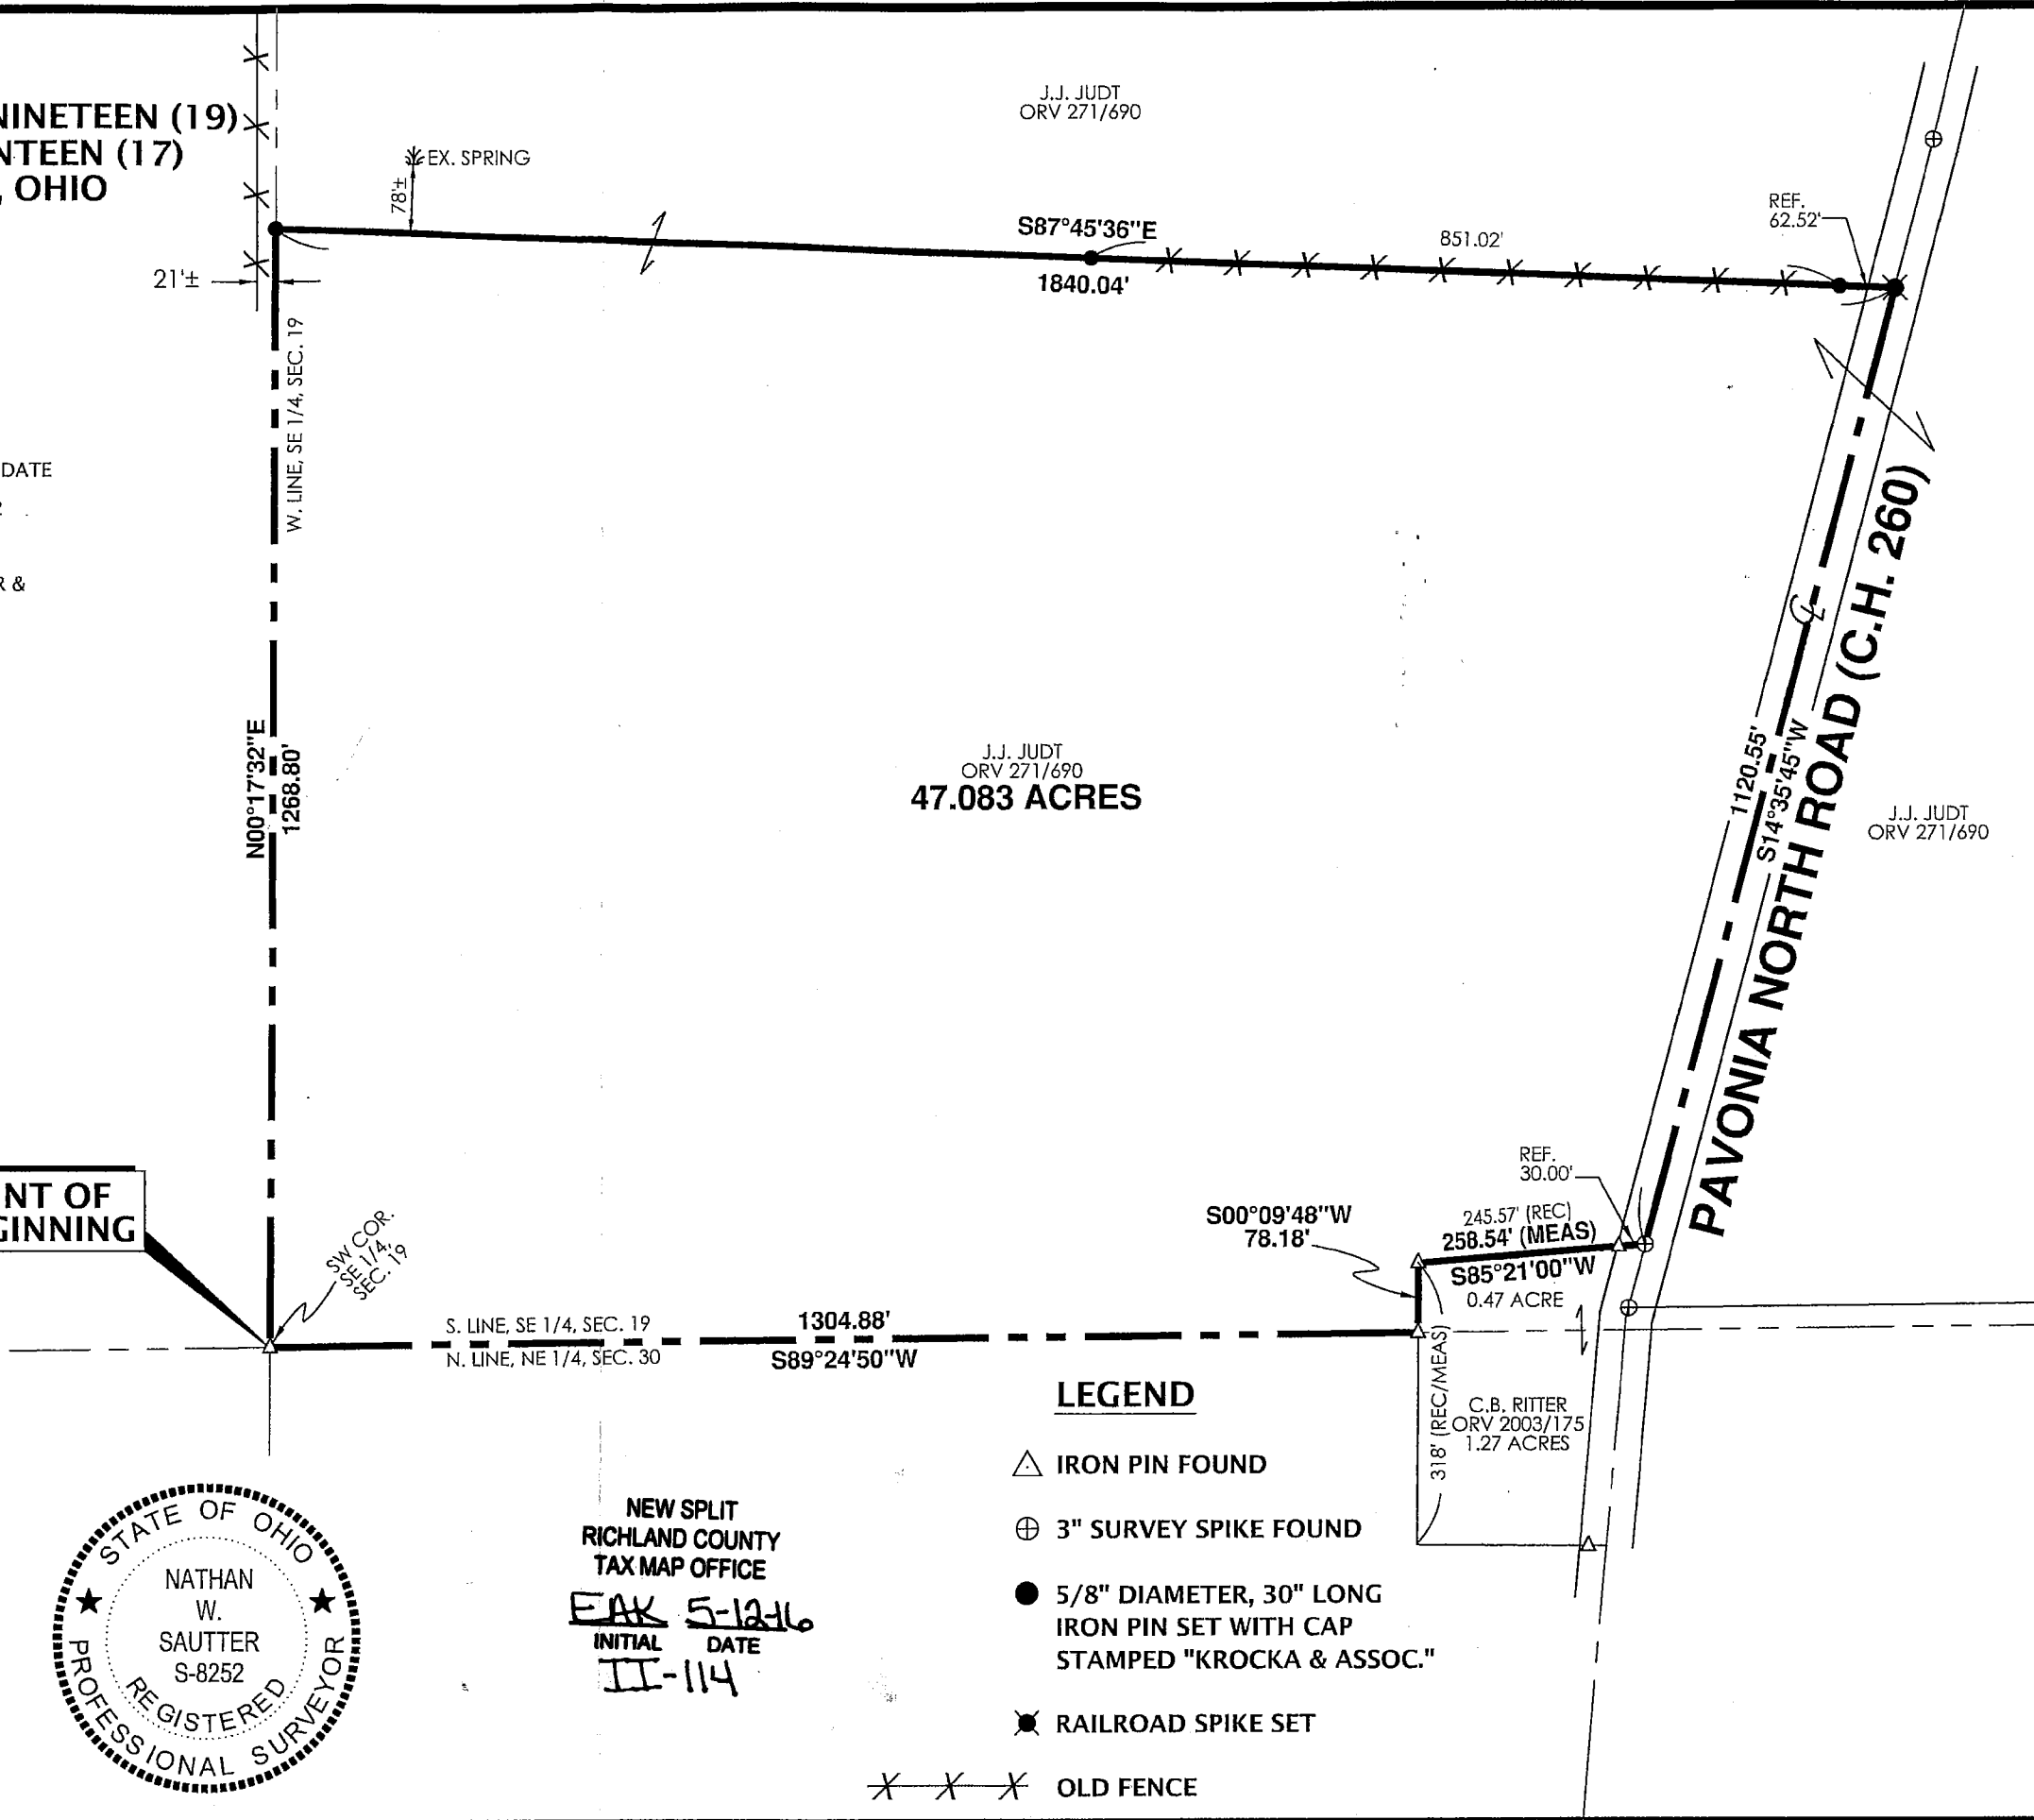 NINETEEN (19)
NTEEN (17)
, OHIO
J.J. JUDT
ORV 271/690
EX. SPRING
78'±
21'±
S87°45'36"E
1840.04'
851.02'
REF.
62.52'
W. LINE, SE 1/4, SEC. 19
DATE
R &
N00°17'32"E
1268.80'
J.J. JUDT
ORV 271/690
47.083 ACRES
1120.55'
S14°35'45"W
PAVONIA NORTH ROAD (C.H. 260)
J.J. JUDT
ORV 271/690
NT OF
GINNING
SW COR.
SE 1/4,
SEC. 19
REF.
30.00'
S00°09'48"W
78.18'
245.57' (REC)
258.54' (MEAS)
S85°21'00"W
0.47 ACRE
S. LINE, SE 1/4, SEC. 19
N. LINE, NE 1/4, SEC. 30
1304.88'
S89°24'50"W
318' (REC/MEAS)
C.B. RITTER
ORV 2003/175
1.27 ACRES
LEGEND
IRON PIN FOUND
3" SURVEY SPIKE FOUND
5/8" DIAMETER, 30" LONG
IRON PIN SET WITH CAP
STAMPED "KROCKA & ASSOC."
RAILROAD SPIKE SET
OLD FENCE
NEW SPLIT
RICHLAND COUNTY
TAX MAP OFFICE
EAK 5-12-16
INITIAL DATE
II-114
STATE OF OHIO
NATHAN
W.
SAUTTER
S-8252
REGISTERED
PROFESSIONAL SURVEYOR